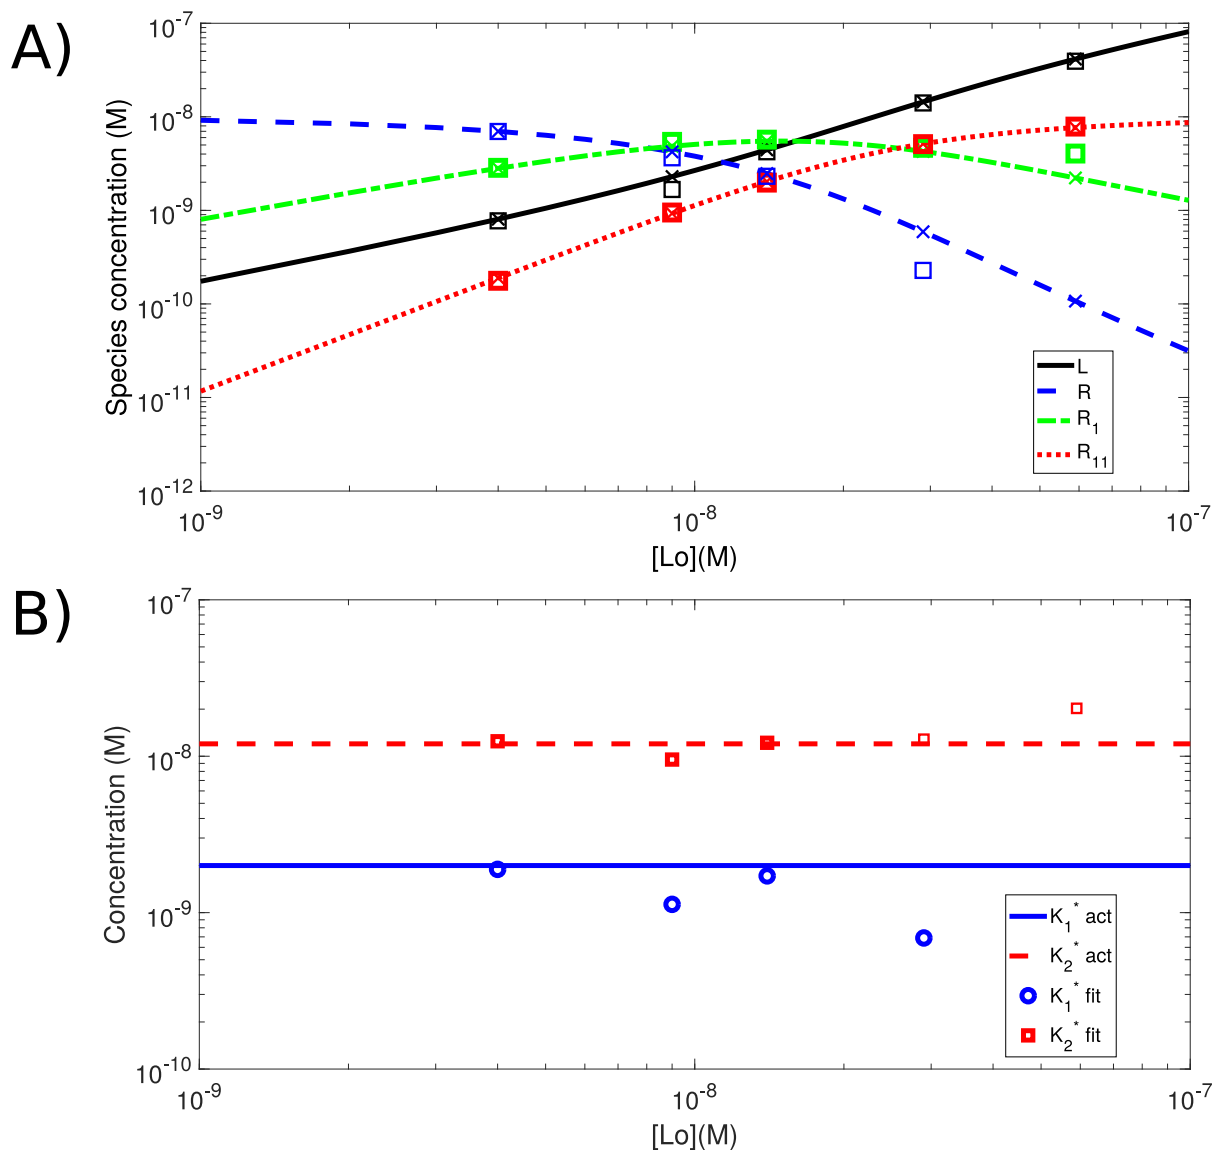 A)
Species concentration (M)
10-7
10-8
10-9
10-10
10-11
10-12
10-9
10-8
10-7
[Lo](M)
L
R
R1
R11
B)
Concentration (M)
10-7
10-8
10-9
10-10
10-9
10-8
10-7
[Lo](M)
K1* act
K2* act
K1* fit
K2* fit